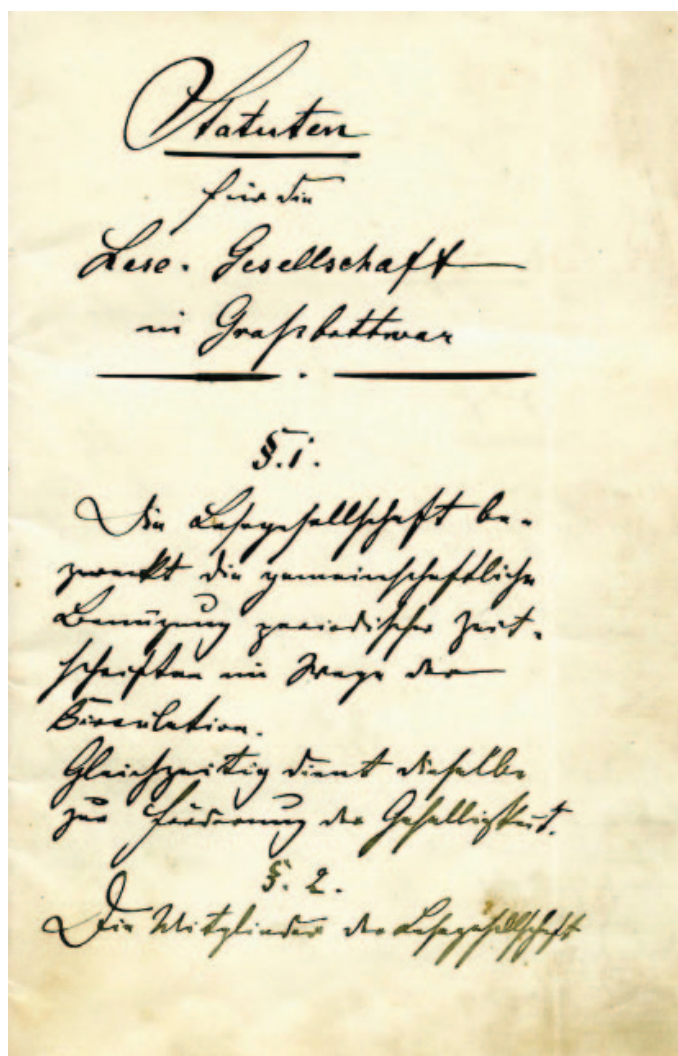 Statuten
für die
Lese-Gesellschaft
in Großbottwar
§. 1.
Die Lesegesellschaft be-
zweckt die gemeinschaftliche
Benützung periodischer Zeit-
schriften im Wege der
Circulation.
Gleichzeitig dient dieselbe
zur Förderung der Geselligkeit.
§. 2.
Die Mitglieder der Lesegesellschaft